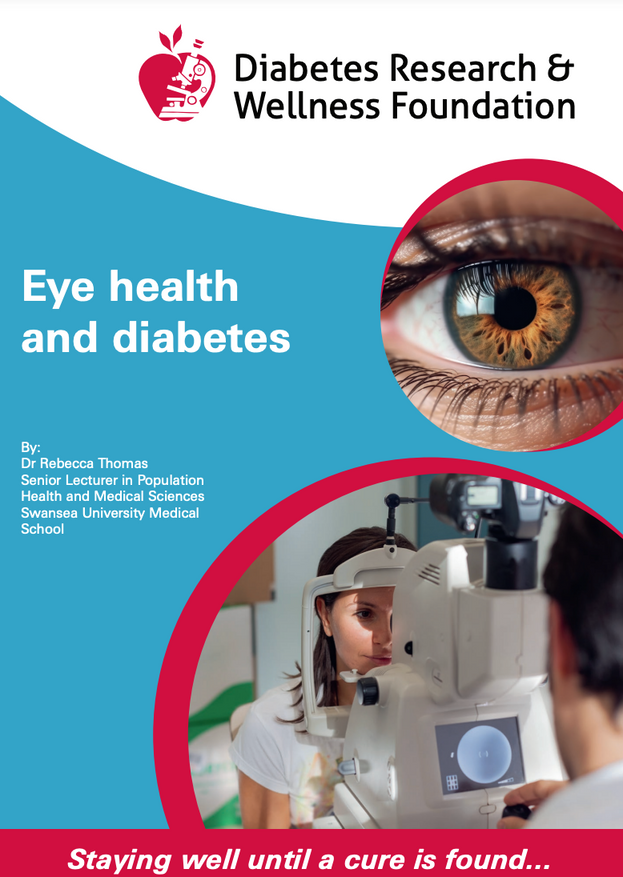 Diabetes Research &
Wellness Foundation
Eye health
and diabetes
By:
Dr Rebecca Thomas
Senior Lecturer in Population
Health and Medical Sciences
Swansea University Medical
School
Staying well until a cure is found...